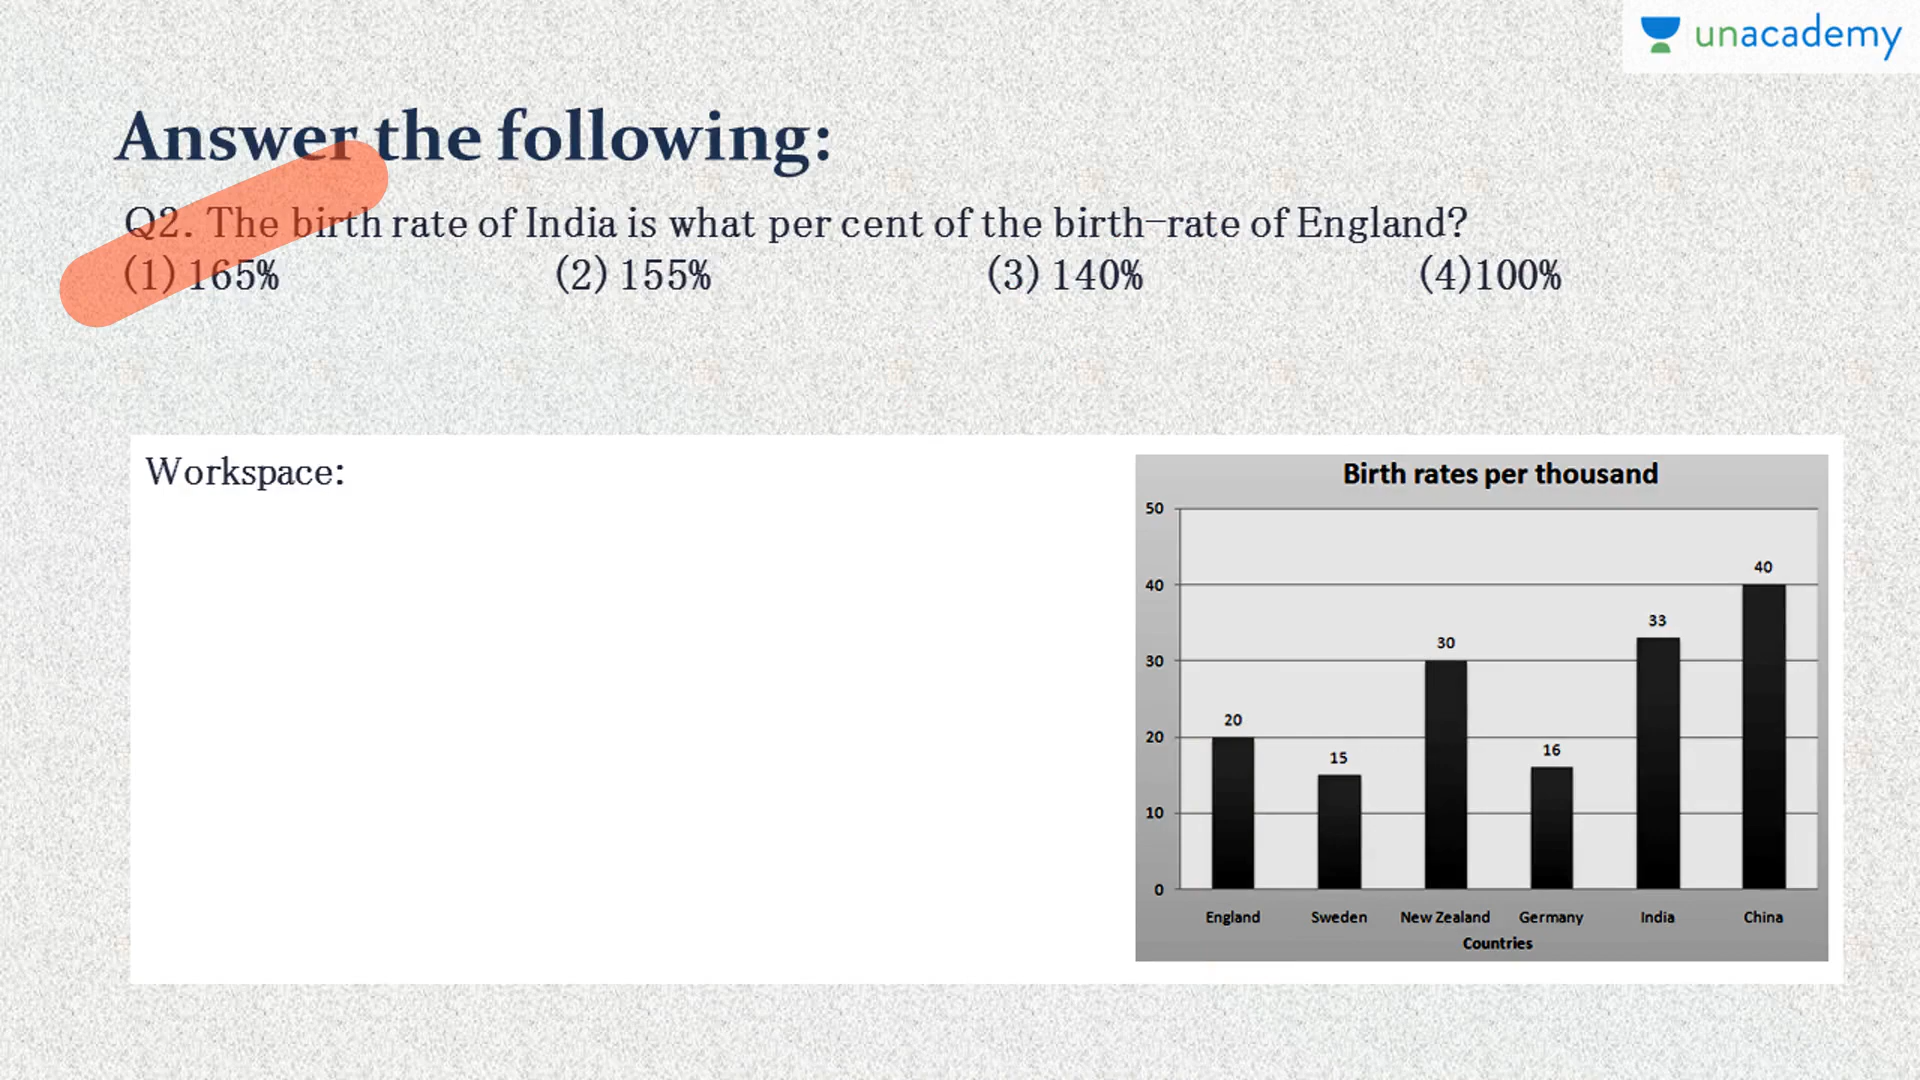 unacademy
Answer the following:
Q2. The birth rate of India is what per cent of the birth-rate of England?
(1) 165% (2) 155% (3) 140% (4)100%
Workspace:
Birth rates per thousand
50
40
30
20
10
0
20
15
30
16
33
40
England Sweden New Zealand Germany India China
Countries